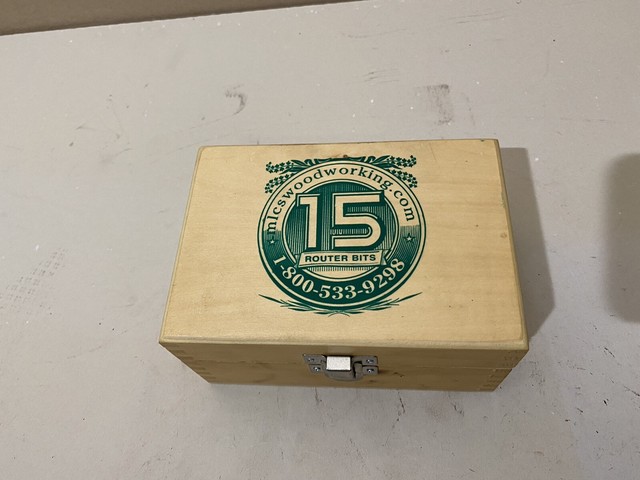 mlcswoodworking.com
15
ROUTER BITS
1-800-533-9298